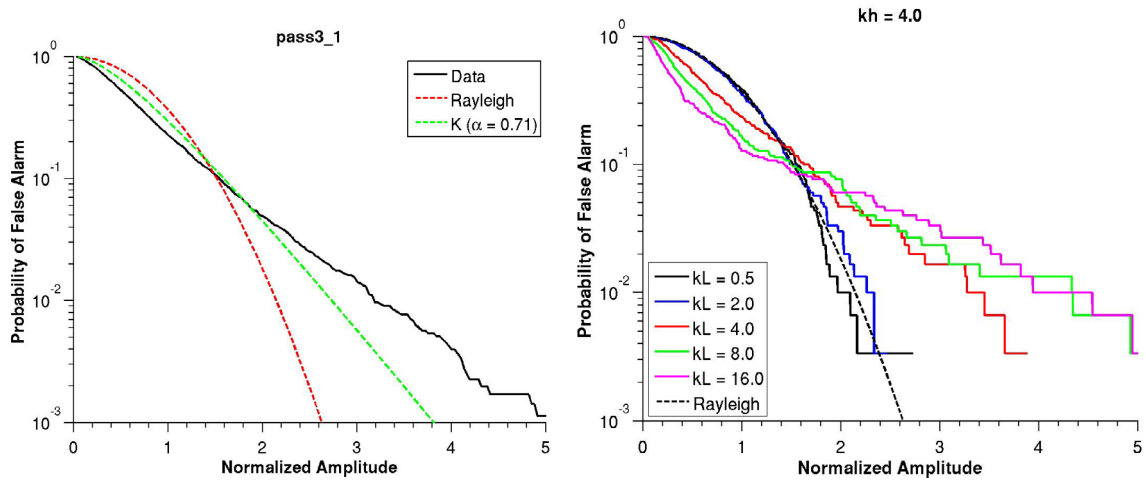 pass3_1
Probability of False Alarm
10^0
10^-1
10^-2
10^-3
Data
Rayleigh
K (α = 0.71)
0 1 2 3 4 5
Normalized Amplitude
kh = 4.0
Probability of False Alarm
10^0
10^-1
10^-2
10^-3
kL = 0.5
kL = 2.0
kL = 4.0
kL = 8.0
kL = 16.0
Rayleigh
0 1 2 3 4 5
Normalized Amplitude